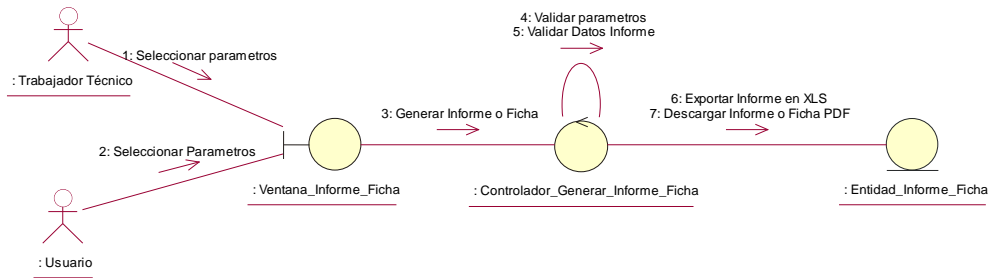 4: Validar parametros
5: Validar Datos Informe
1: Seleccionar parametros
: Trabajador Técnico
6: Exportar Informe en XLS
3: Generar Informe o Ficha
7: Descargar Informe o Ficha PDF
2: Seleccionar Parametros
: Ventana_Informe_Ficha
: Controlador_Generar_Informe_Ficha
: Entidad_Informe_Ficha
: Usuario